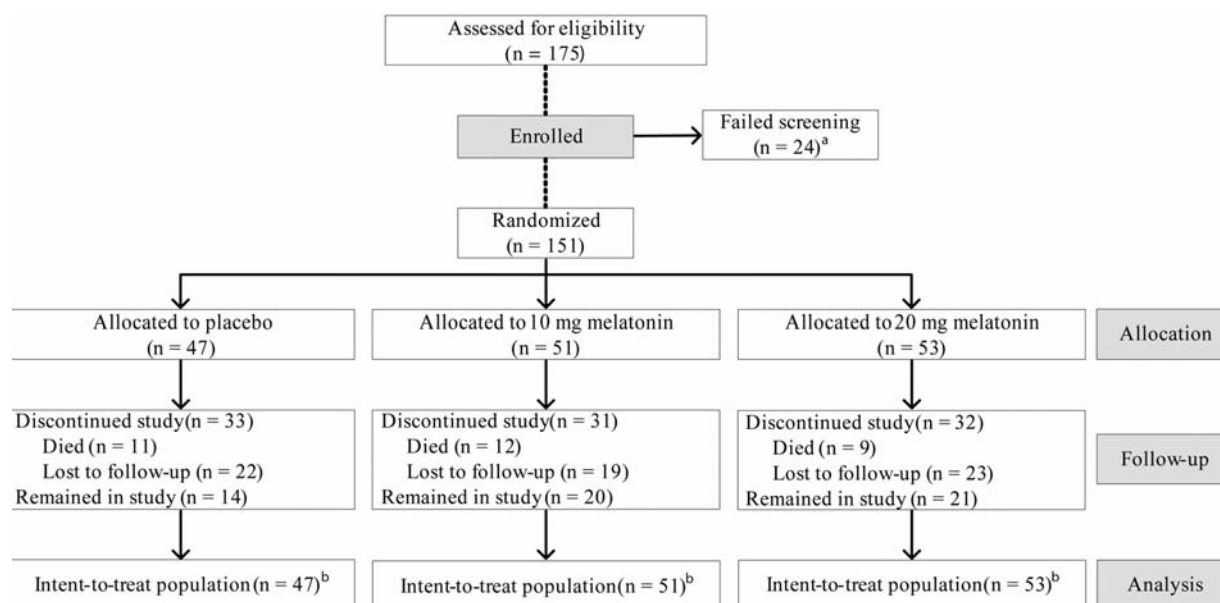 Assessed for eligibility
(n = 175)
Enrolled
Failed screening
(n = 24)a
Randomized
(n = 151)
Allocated to placebo
(n = 47)
Allocated to 10 mg melatonin
(n = 51)
Allocated to 20 mg melatonin
(n = 53)
Allocation
Discontinued study (n = 33)
Died (n = 11)
Lost to follow-up (n = 22)
Remained in study (n = 14)
Discontinued study (n = 31)
Died (n = 12)
Lost to follow-up (n = 19)
Remained in study (n = 20)
Discontinued study (n = 32)
Died (n = 9)
Lost to follow-up (n = 23)
Remained in study (n = 21)
Follow-up
Intent-to-treat population (n = 47)b
Intent-to-treat population (n = 51)b
Intent-to-treat population (n = 53)b
Analysis